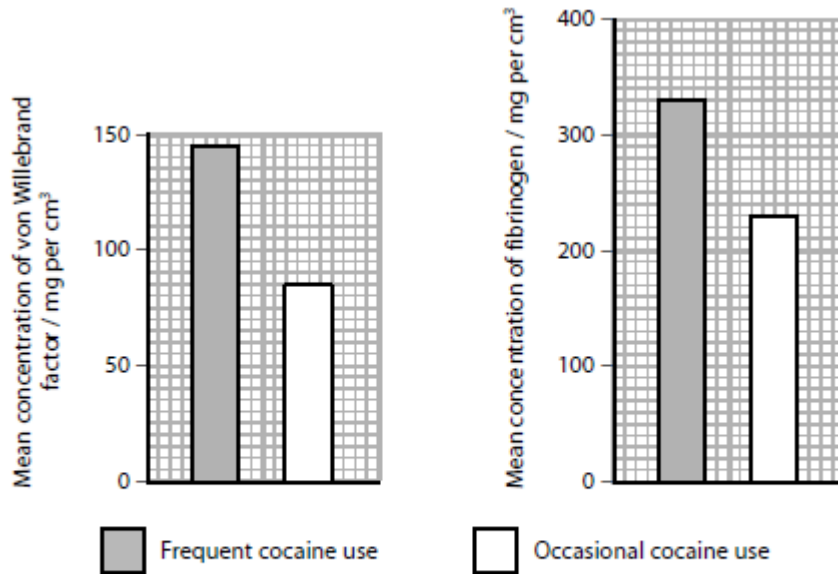 Mean concentration of von Willebrand
factor / mg per cm³
150
100
50
0
Mean concentration of fibrinogen / mg per cm³
400
300
200
100
0
Frequent cocaine use
Occasional cocaine use